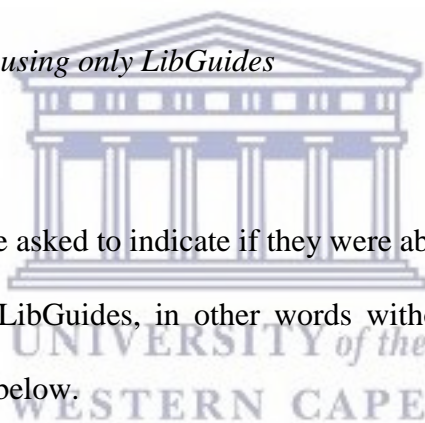 using only LibGuides
e asked to indicate if they were ab
LibGuides, in other words witho
UNIVERSITY of the
below.
WESTERN CAPE